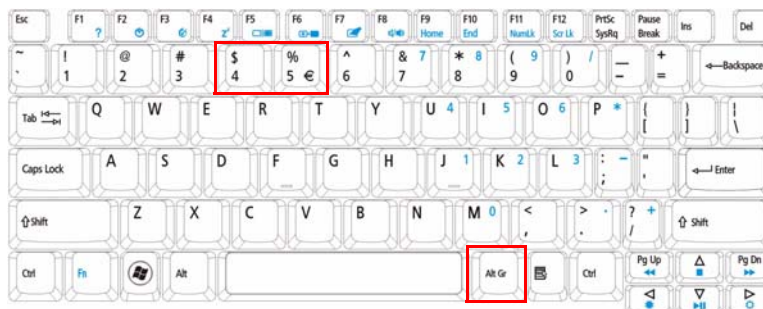 Esc F1 ? F2 F3 F4 Z F5 F6 F7 F8 F9 Home F10 End F11 NumLk F12 Scr Lk PrtSc SysRq Pause Break Ins Del
~ ` ! 1 @ 2 # 3 $ 4 % 5 € ^ 6 & 7 7 * 8 8 ( 9 9 ) 0 / _ - + = Backspace
Tab Q W E R T Y U 4 I 5 O 6 P * { [ } ] | \
Caps Lock A S D F G H J 1 K 2 L 3 : ; - " ' Enter
Shift Z X C V B N M 0 < , > . . ? / + Shift
Ctrl Fn Alt Alt Gr Ctrl Pg Up Pg Dn